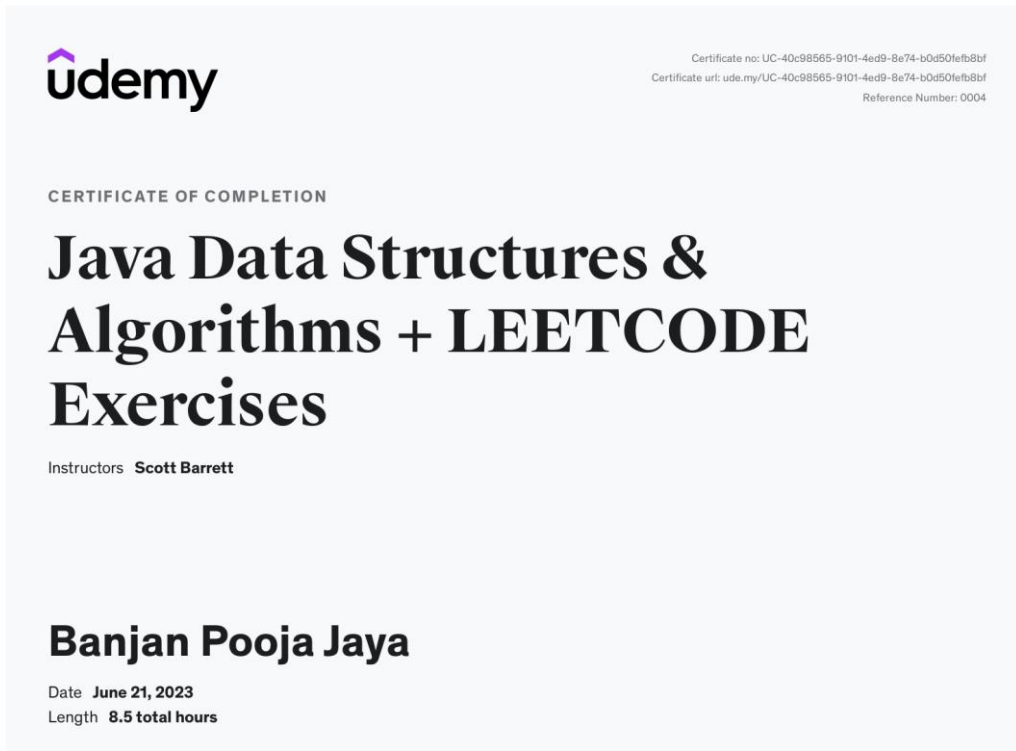 udemy
Certificate no: UC-40c98565-9101-4ed9-8e74-b0d50fefb8bf
Certificate url: ude.my/UC-40c98565-9101-4ed9-8e74-b0d50fefb8bf
Reference Number: 0004
CERTIFICATE OF COMPLETION
Java Data Structures &
Algorithms + LEETCODE
Exercises
Instructors Scott Barrett
Banjan Pooja Jaya
Date June 21, 2023
Length 8.5 total hours